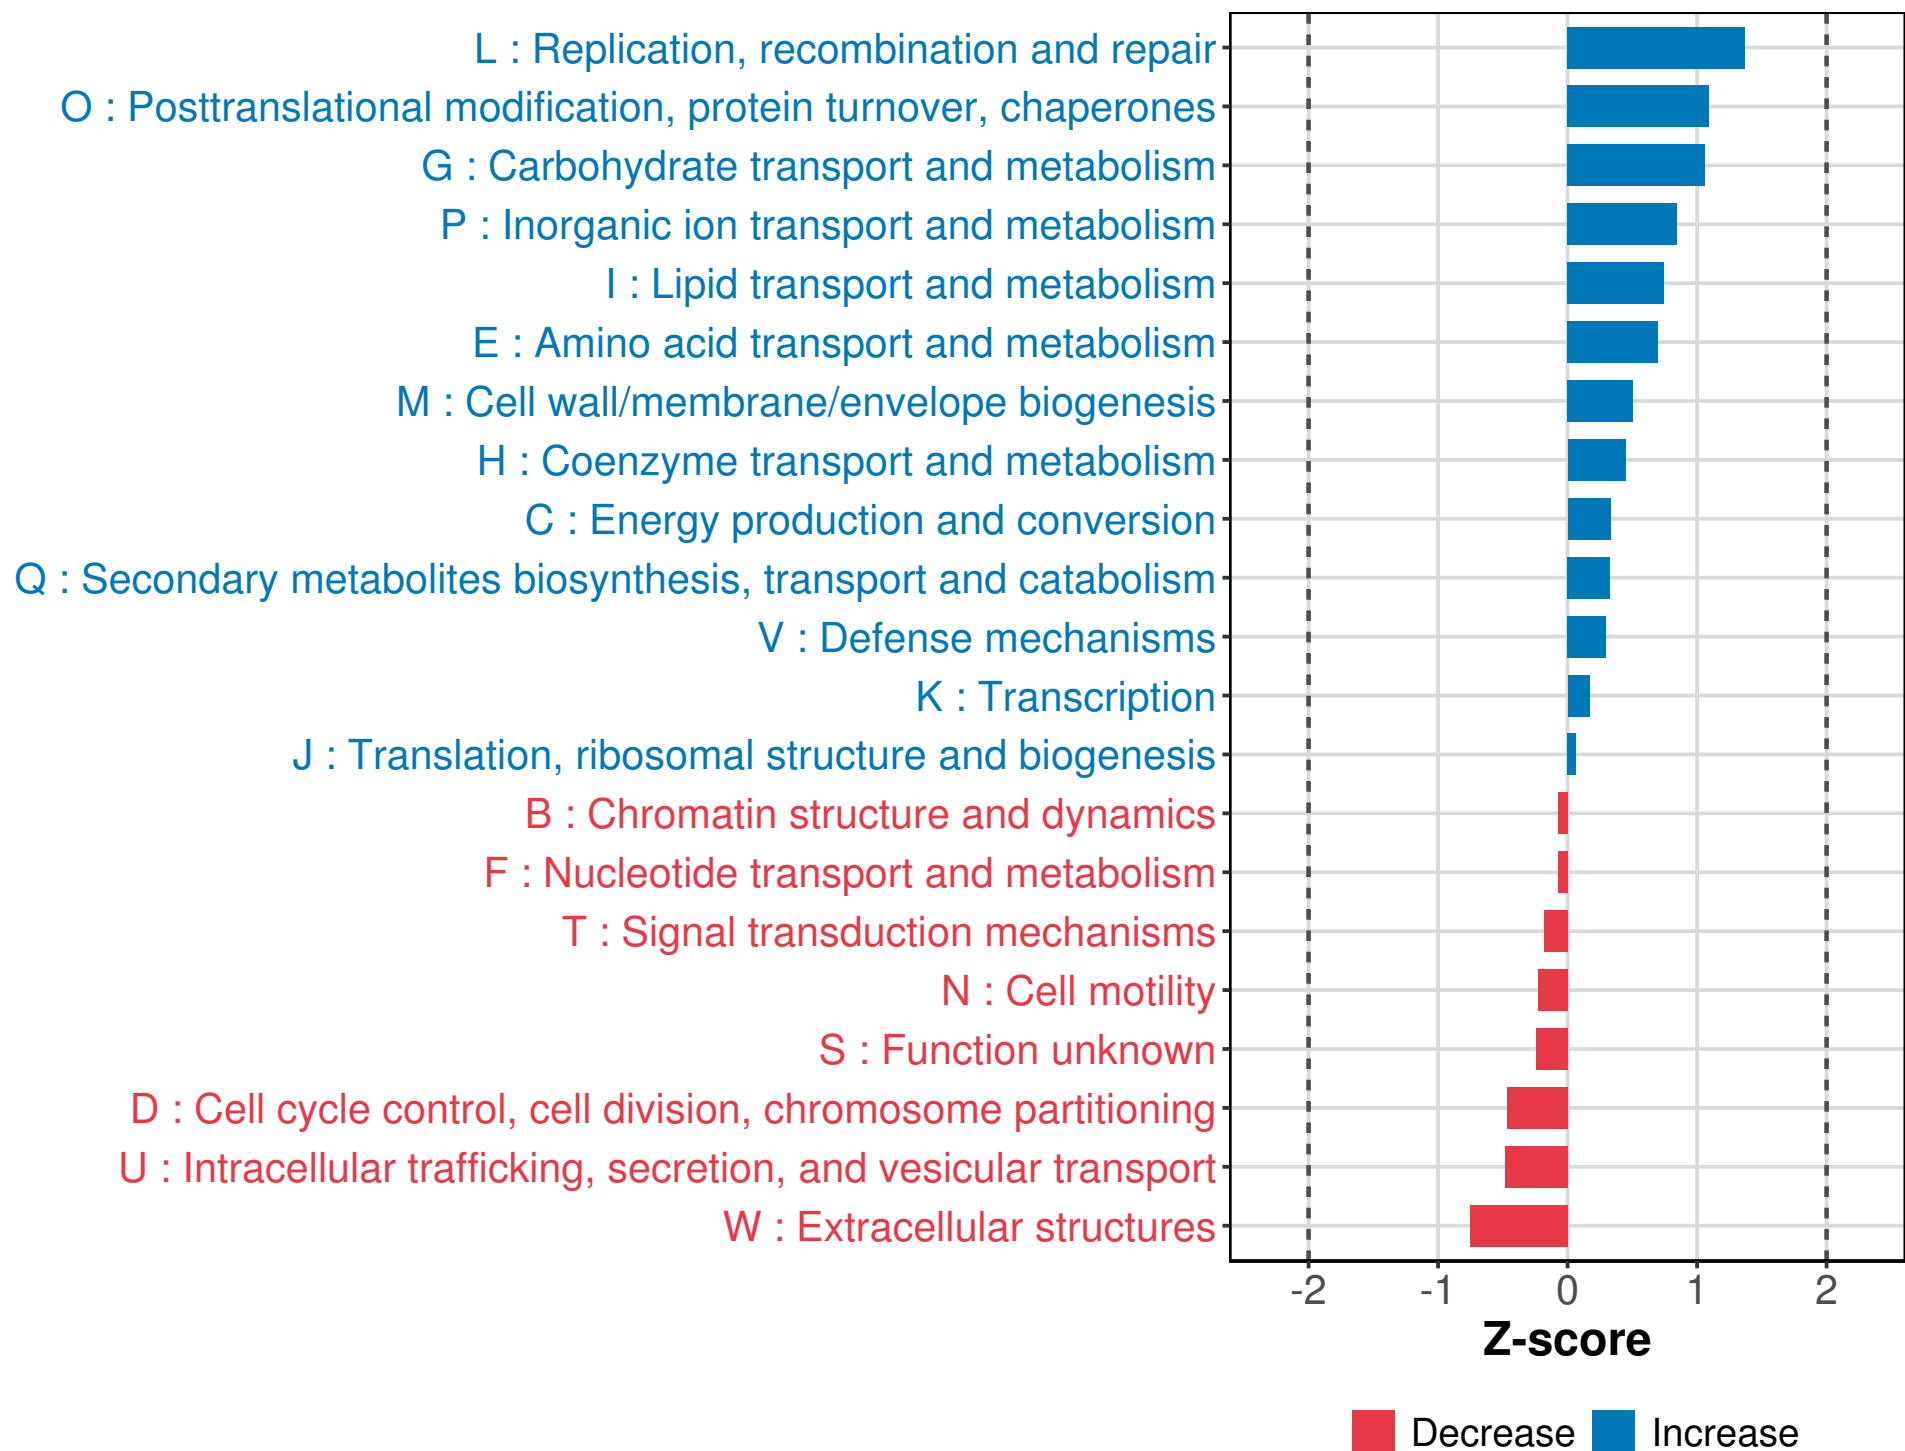 L : Replication, recombination and repair
O : Posttranslational modification, protein turnover, chaperones
G : Carbohydrate transport and metabolism
P : Inorganic ion transport and metabolism
I : Lipid transport and metabolism
E : Amino acid transport and metabolism
M : Cell wall/membrane/envelope biogenesis
H : Coenzyme transport and metabolism
C : Energy production and conversion
Q : Secondary metabolites biosynthesis, transport and catabolism
V : Defense mechanisms
K : Transcription
J : Translation, ribosomal structure and biogenesis
B : Chromatin structure and dynamics
F : Nucleotide transport and metabolism
T : Signal transduction mechanisms
N : Cell motility
S : Function unknown
D : Cell cycle control, cell division, chromosome partitioning
U : Intracellular trafficking, secretion, and vesicular transport
W : Extracellular structures
-2 -1 0 1 2
Z-score
Decrease Increase